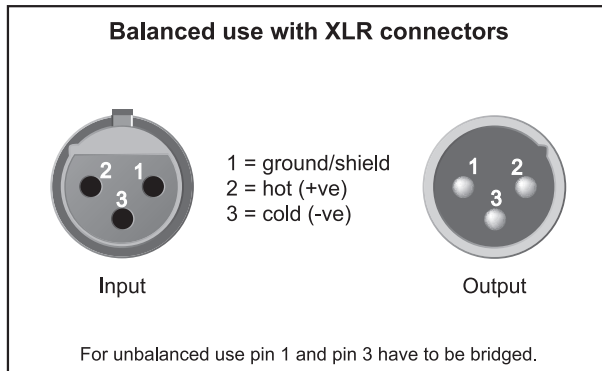 Balanced use with XLR connectors
2 1
3
1 = ground/shield
2 = hot (+ve)
3 = cold (-ve)
1 2
3
Input
Output
For unbalanced use pin 1 and pin 3 have to be bridged.